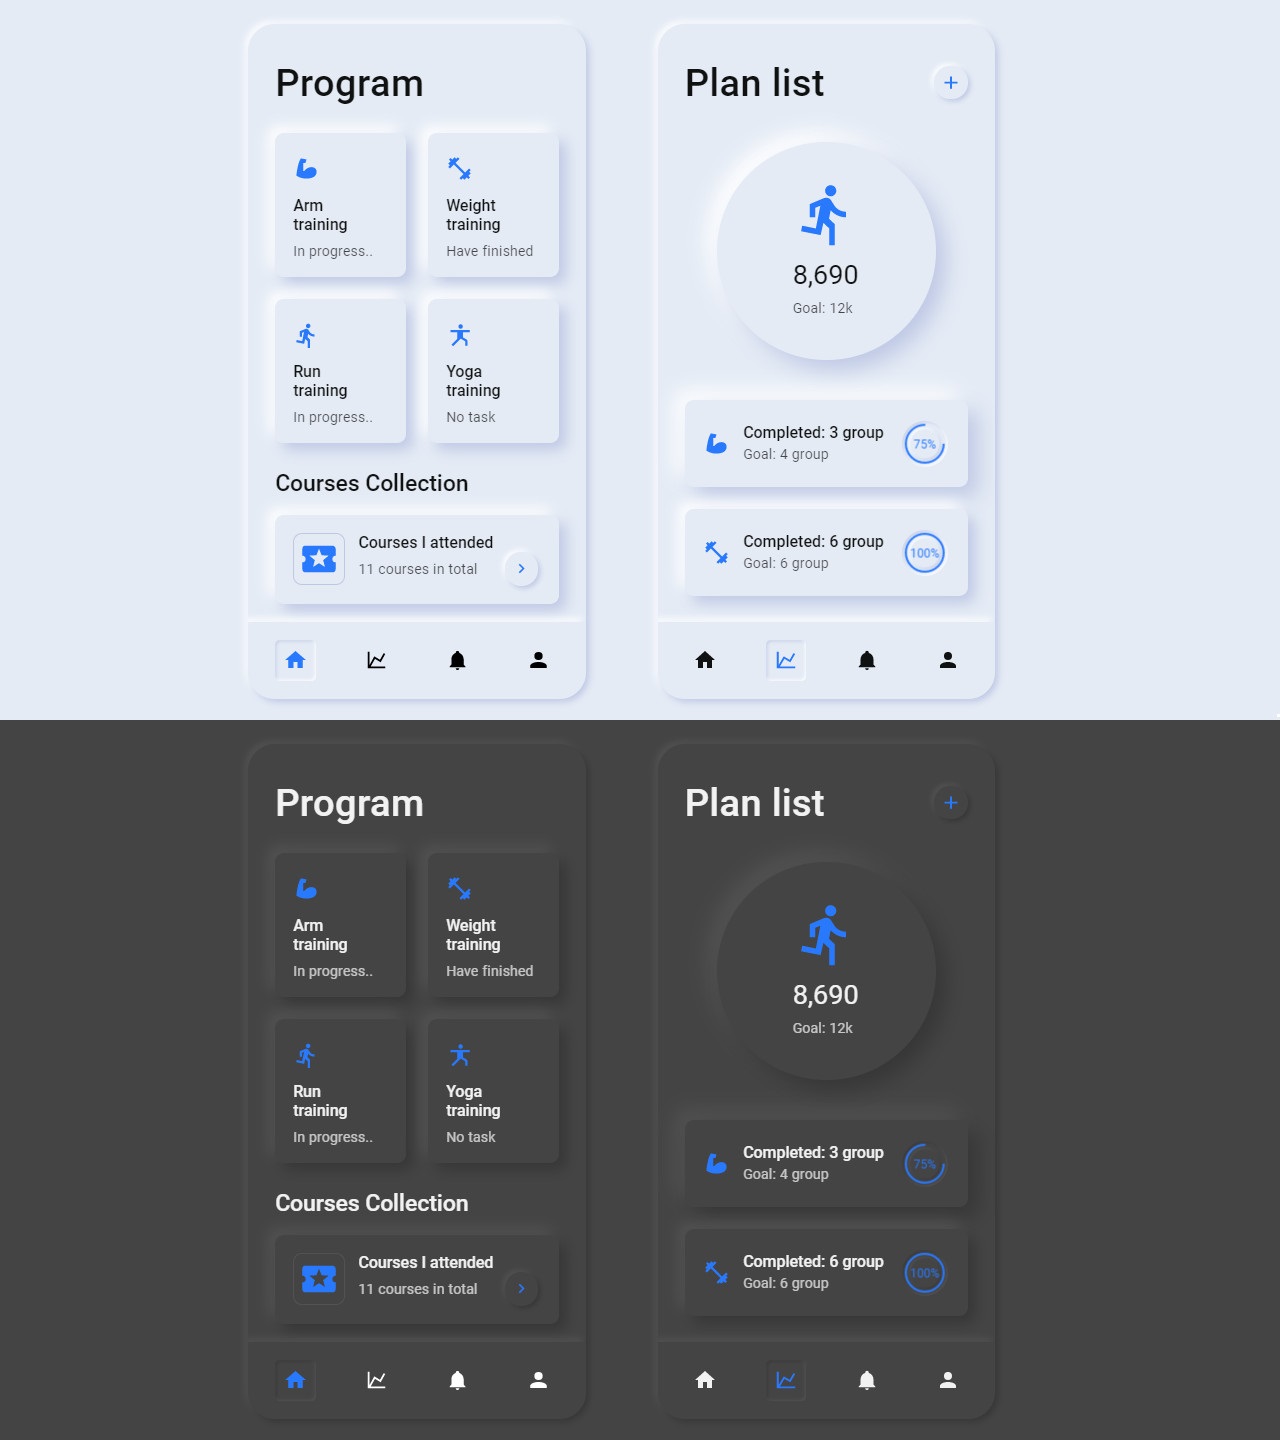 Program
Arm
training
In progress..
Weight
training
Have finished
Run
training
In progress..
Yoga
training
No task
Courses Collection
Courses I attended
11 courses in total
Plan list
8,690
Goal: 12k
Completed: 3 group
Goal: 4 group
75%
Completed: 6 group
Goal: 6 group
100%
Program
Arm
training
In progress..
Weight
training
Have finished
Run
training
In progress..
Yoga
training
No task
Courses Collection
Courses I attended
11 courses in total
Plan list
8,690
Goal: 12k
Completed: 3 group
Goal: 4 group
75%
Completed: 6 group
Goal: 6 group
100%